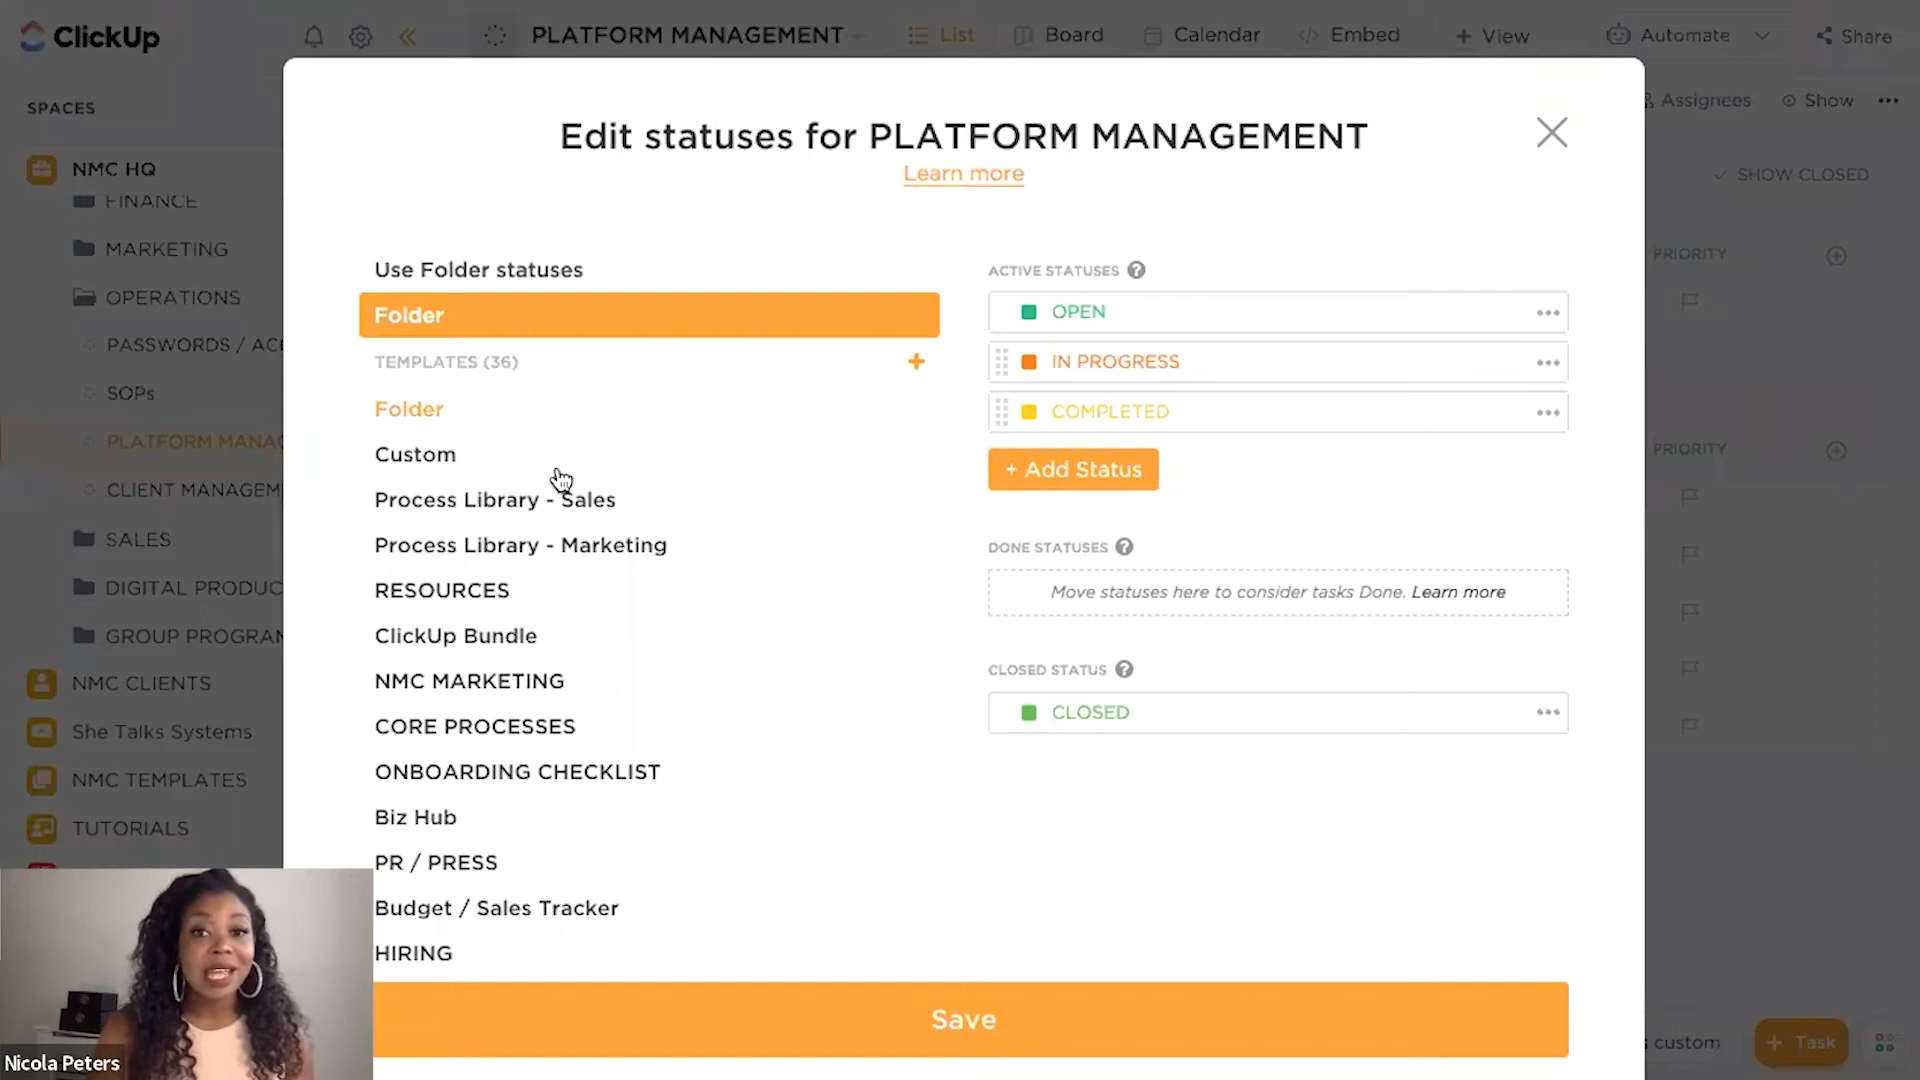 ClickUp
PLATFORM MANAGEMENT
List
Board
Calendar
Embed
+ View
Automate
Share
SPACES
Assignees
Show
NMC HQ
FINANCE
MARKETING
OPERATIONS
PASSWORDS / ACC
SOPs
PLATFORM MANAG
CLIENT MANAGEM
SALES
DIGITAL PRODUC
GROUP PROGRAM
NMC CLIENTS
She Talks Systems
NMC TEMPLATES
TUTORIALS
SHOW CLOSED
PRIORITY
PRIORITY
Edit statuses for PLATFORM MANAGEMENT
Learn more
Use Folder statuses
Folder
TEMPLATES (36)
+
Folder
Custom
Process Library - Sales
Process Library - Marketing
RESOURCES
ClickUp Bundle
NMC MARKETING
CORE PROCESSES
ONBOARDING CHECKLIST
Biz Hub
PR / PRESS
Budget / Sales Tracker
HIRING
ACTIVE STATUSES ?
OPEN
IN PROGRESS
COMPLETED
+ Add Status
DONE STATUSES ?
Move statuses here to consider tasks Done. Learn more
CLOSED STATUS ?
CLOSED
Save
s custom
+ Task
Nicola Peters